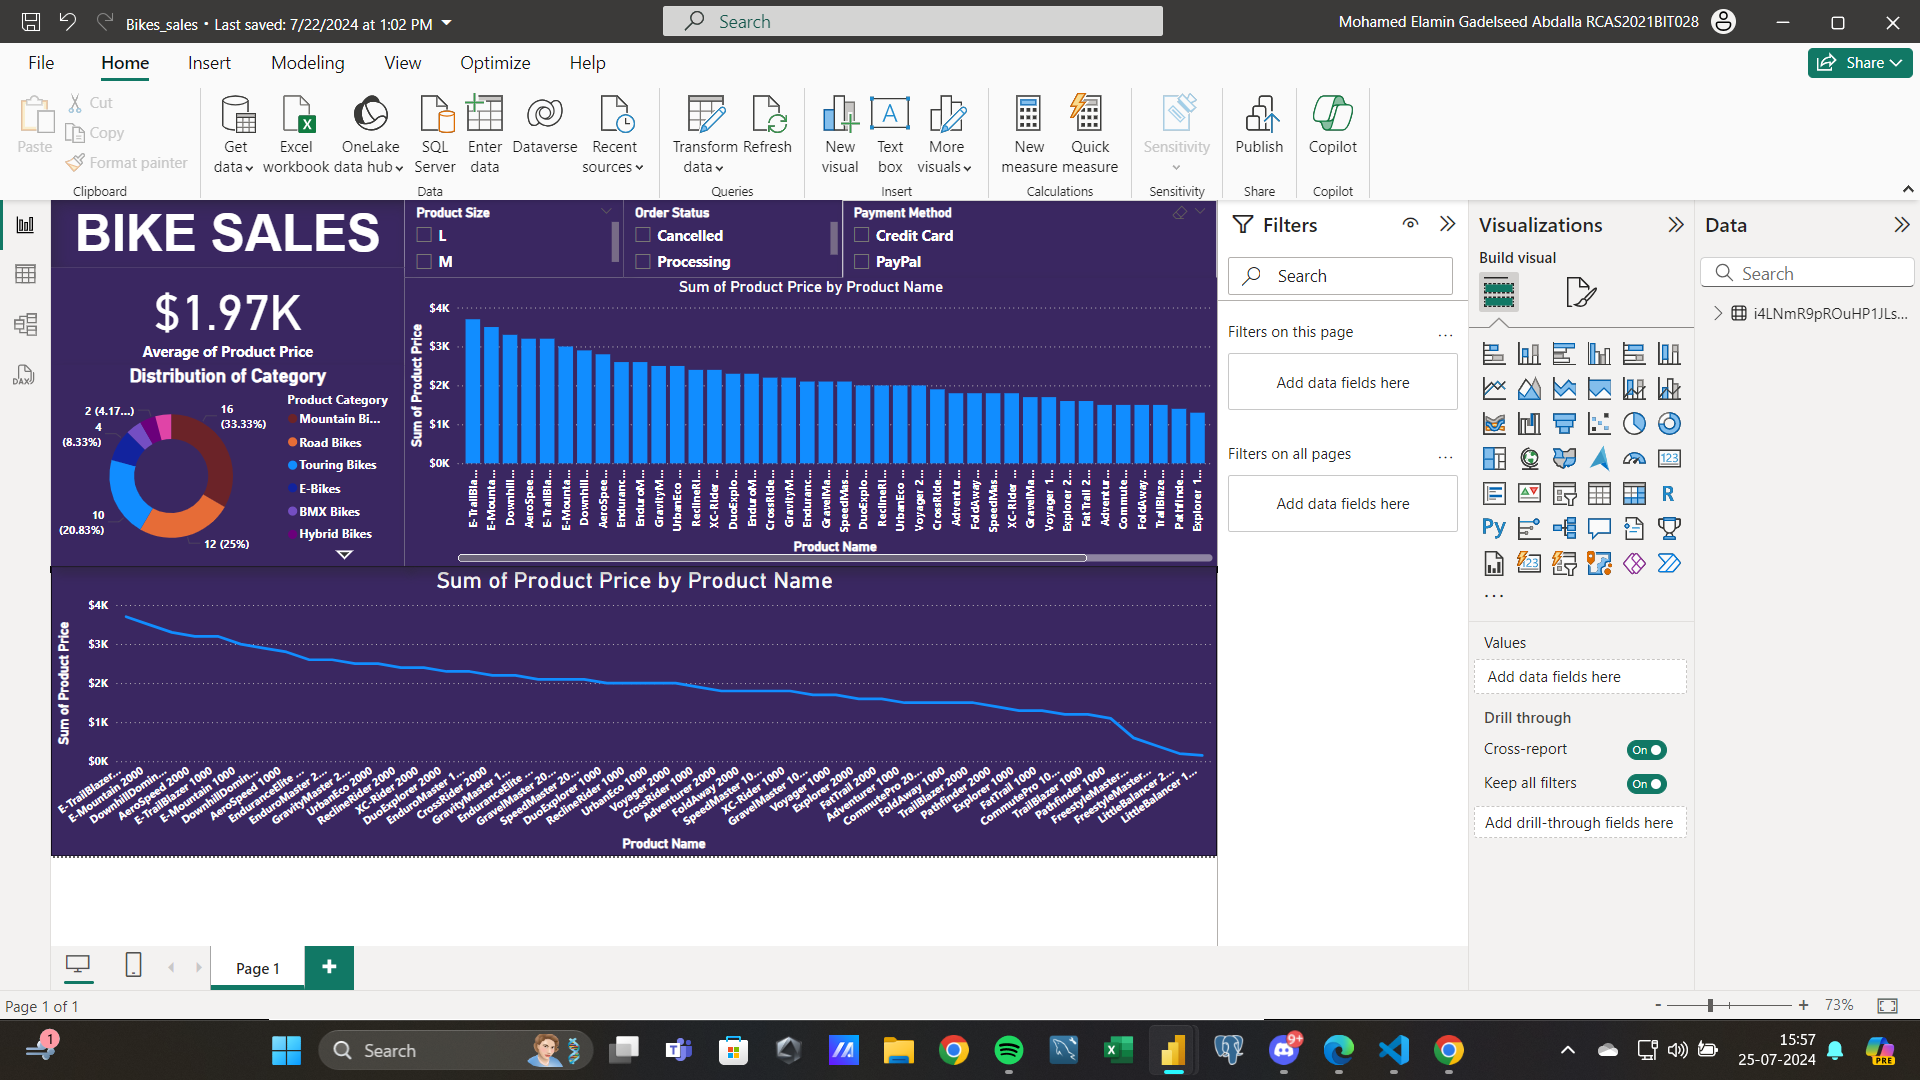 Bikes_sales • Last saved: 7/22/2024 at 1:02 PM
Search
Mohamed Elamin Gadelseed Abdalla RCAS2021BIT028
File Home Insert Modeling View Optimize Help
Share
Paste
Cut
Copy
Format painter
Clipboard
Get data
Excel workbook
OneLake data hub
SQL Server
Enter data
Dataverse
Recent sources
Data
Transform data
Refresh
Queries
New visual
Text box
More visuals
Insert
New measure
Quick measure
Calculations
Sensitivity
Sensitivity
Publish
Share
Copilot
Copilot
BIKE SALES
Product Size
L
M
Order Status
Cancelled
Processing
Payment Method
Credit Card
PayPal
$1.97K
Average of Product Price
Distribution of Category
2 (4.17...)
4
(8.33%)
10
(20.83%)
16
(33.33%)
12 (25%)
Product Category
Mountain Bi...
Road Bikes
Touring Bikes
E-Bikes
BMX Bikes
Hybrid Bikes
Sum of Product Price by Product Name
Sum of Product Price
$4K
$3K
$2K
$1K
$0K
E-TrailBla...
E-Mounta...
Downhill...
AeroSpee...
E-TrailBla...
E-Mounta...
Downhill...
AeroSpee...
Enduranc...
EnduroM...
GravityM...
UrbanEco ...
ReclineRi...
XC-Rider ...
DuoExplo...
EnduroM...
CrossRide...
GravityM...
Enduranc...
GravelMa...
SpeedMas...
DuoExplo...
ReclineRi...
UrbanEco ...
Voyager 2...
CrossRide...
Adventur...
FoldAway...
SpeedMas...
XC-Rider ...
GravelMa...
Voyager 1...
Explorer 2...
FatTrail 2...
Adventur...
Commute...
FoldAway...
TrailBlaze...
Pathfinde...
Explorer 1...
Product Name
Sum of Product Price by Product Name
Sum of Product Price
$4K
$3K
$2K
$1K
$0K
E-TrailBlazer...
E-Mountain 2000
DownhillDomin...
AeroSpeed 2000
E-TrailBlazer 1000
E-Mountain 1000
DownhillDomin...
AeroSpeed 1000
EnduranceElite ...
EnduroMaster 2...
GravityMaster 2...
UrbanEco 2000
ReclineRider 2000
XC-Rider 2000
DuoExplorer 2000
EnduroMaster 1...
CrossRider 2000
GravityMaster 1...
EnduranceElite ...
GravelMaster 20...
SpeedMaster 20...
DuoExplorer 1000
ReclineRider 1000
UrbanEco 1000
Voyager 2000
CrossRider 1000
Adventurer 2000
FoldAway 2000
SpeedMaster 10...
XC-Rider 1000
GravelMaster 10...
Voyager 1000
Explorer 2000
FatTrail 2000
Adventurer 1000
CommutePro 20...
FoldAway 1000
TrailBlazer 2000
Pathfinder 2000
Explorer 1000
FatTrail 1000
CommutePro 10...
TrailBlazer 1000
Pathfinder 1000
FreestyleMaster...
FreestyleMaster...
LittleBalancer 2...
LittleBalancer 1...
Product Name
Filters
Search
Filters on this page
...
Add data fields here
Filters on all pages
...
Add data fields here
Visualizations
Build visual
123
R
Py
123
...
Values
Add data fields here
Drill through
Cross-report
On
Keep all filters
On
Add drill-through fields here
Data
Search
i4LNmR9pROuHP1JLs...
DAX
Page 1
+
Page 1 of 1
- + 73%
1
Search
9+
15:57
25-07-2024
PRE